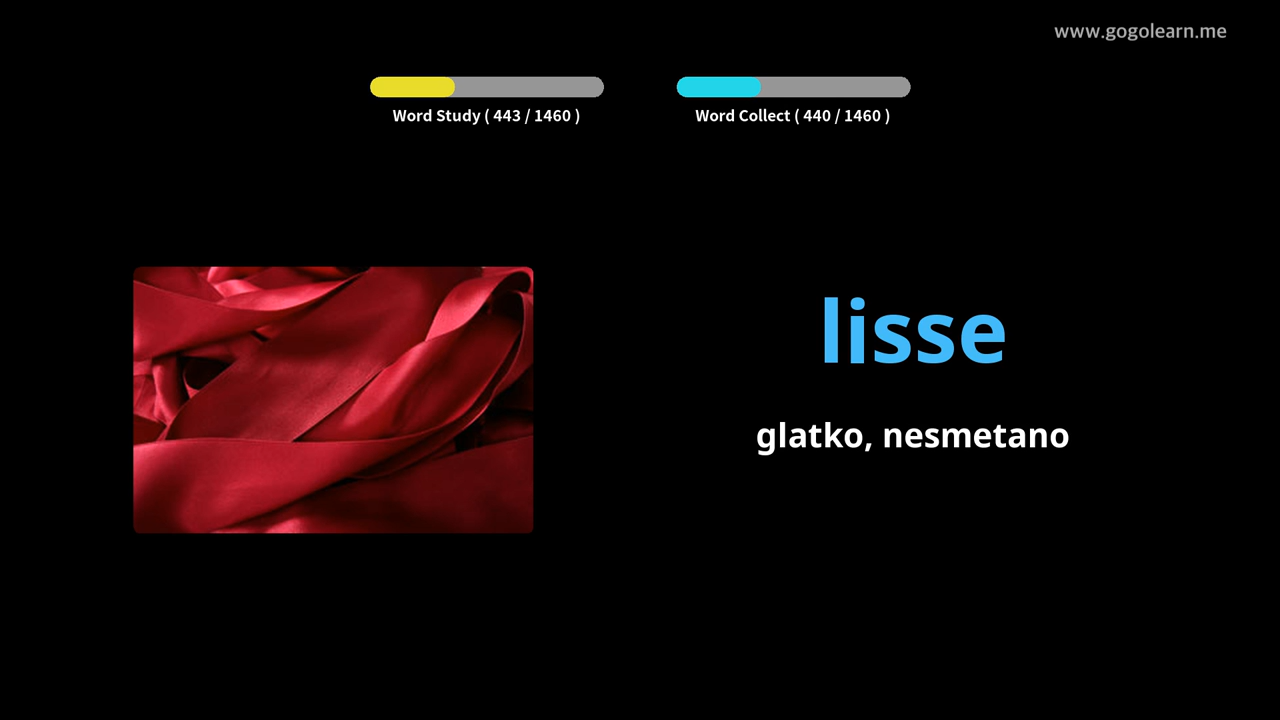 www.gogolearn.me
Word Study ( 443 / 1460 )
Word Collect ( 440 / 1460 )
lisse
glatko, nesmetano